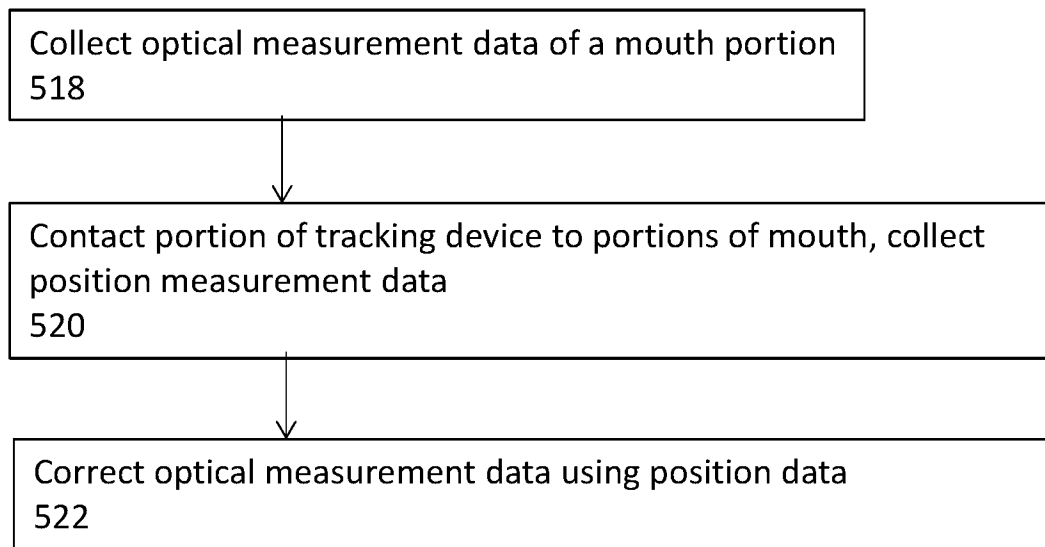 Collect optical measurement data of a mouth portion
518
Contact portion of tracking device to portions of mouth, collect
position measurement data
520
Correct optical measurement data using position data
522